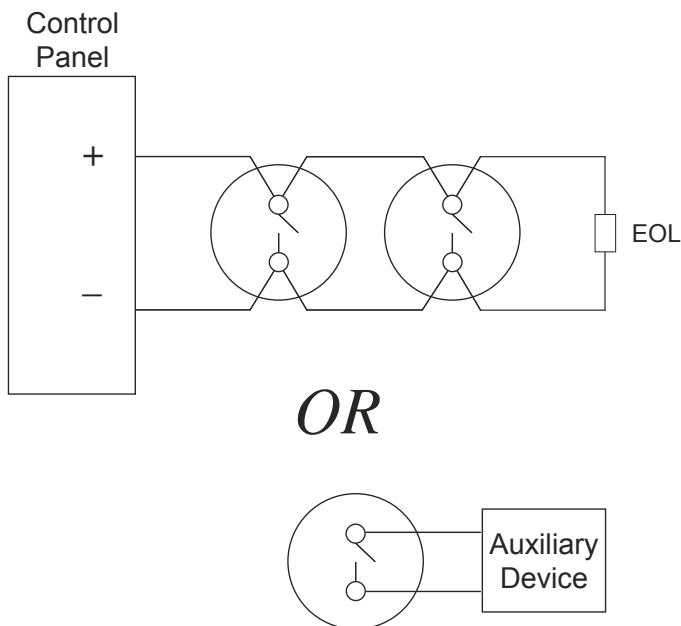 Control
Panel
+
−
EOL
OR
Auxiliary
Device